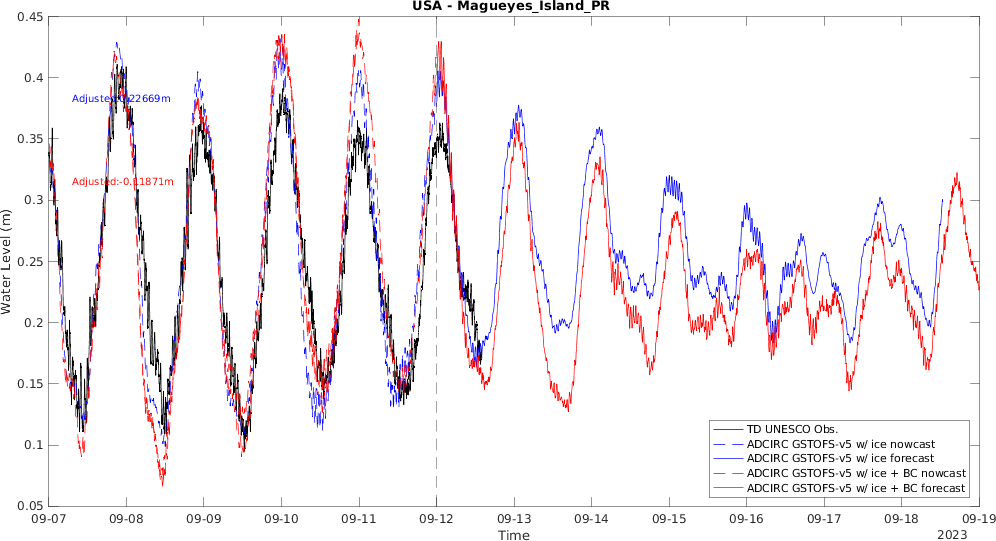 USA - Magueyes_Island_PR
0.45
0.4
0.35
0.3
0.25
0.2
0.15
0.1
0.05
Water Level (m)
Adjusted:0.22669m
Adjusted:-0.11871m
TD UNESCO Obs.
ADCIRC GSTOFS-v5 w/ ice nowcast
ADCIRC GSTOFS-v5 w/ ice forecast
ADCIRC GSTOFS-v5 w/ ice + BC nowcast
ADCIRC GSTOFS-v5 w/ ice + BC forecast
09-07 09-08 09-09 09-10 09-11 09-12 09-13 09-14 09-15 09-16 09-17 09-18 09-19
Time
2023